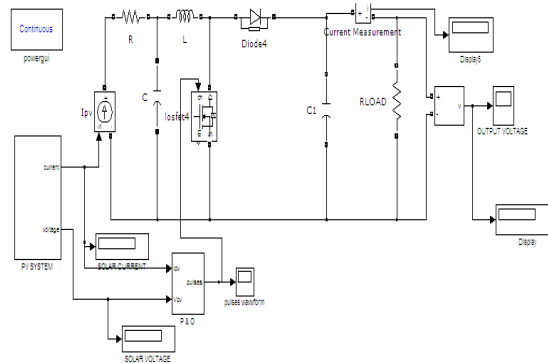 Continuous
powergui
R
L
Diode4
Current Measurement
Display5
Ipv
C
losfet4
C1
RLOAD
OUTPUT VOLTAGE
current
voltage
PV SYSTEM
SOLAR CURRENT
Ipv
Vpv
pulses
P & O
pulses waveform
SOLAR VOLTAGE
Display
v